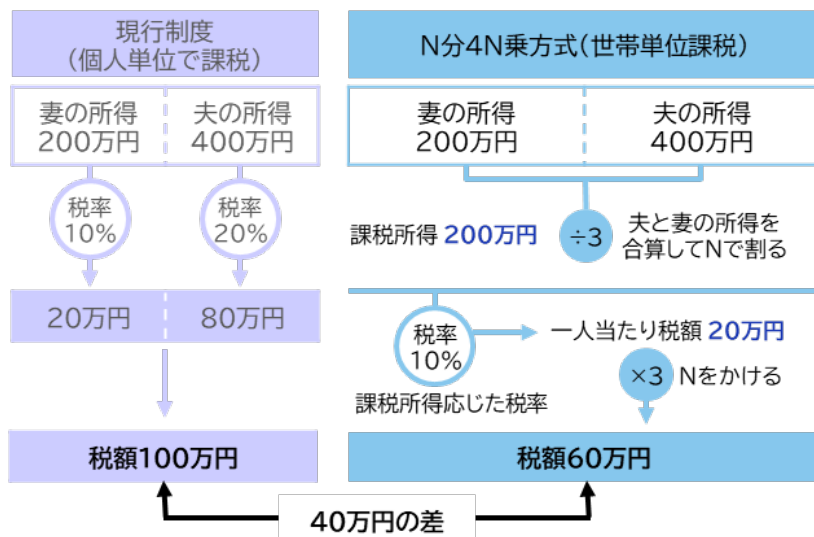 現行制度
（個人単位で課税）
妻の所得
200万円
夫の所得
400万円
税率
10%
税率
20%
20万円
80万円
税額100万円
N分4N乗方式（世帯単位課税）
妻の所得
200万円
夫の所得
400万円
課税所得 200万円
÷3
夫と妻の所得を
合算してNで割る
税率
10%
一人当たり税額 20万円
課税所得応じた税率
×3
Nをかける
税額60万円
40万円の差